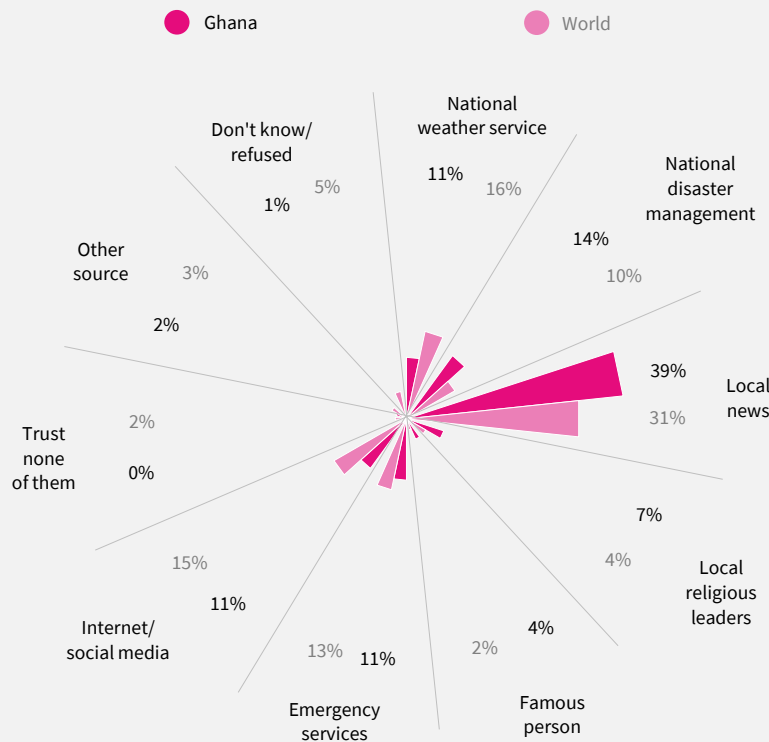 Ghana
World
National
weather service
11%
16%
National
disaster
management
14%
10%
Local
news
39%
31%
Local
religious
leaders
7%
4%
Famous
person
4%
2%
Emergency
services
11%
13%
Internet/
social media
11%
15%
Trust
none
of them
0%
2%
Other
source
2%
3%
Don't know/
refused
1%
5%